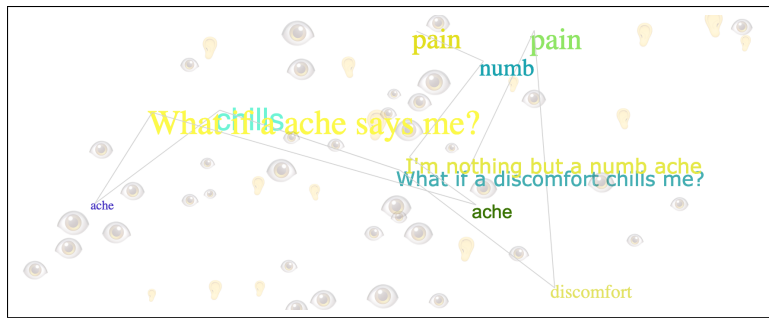 pain
pain
numb
chills
What if a ache says me?
I'm nothing but a numb ache
What if a discomfort chills me?
ache
ache
discomfort